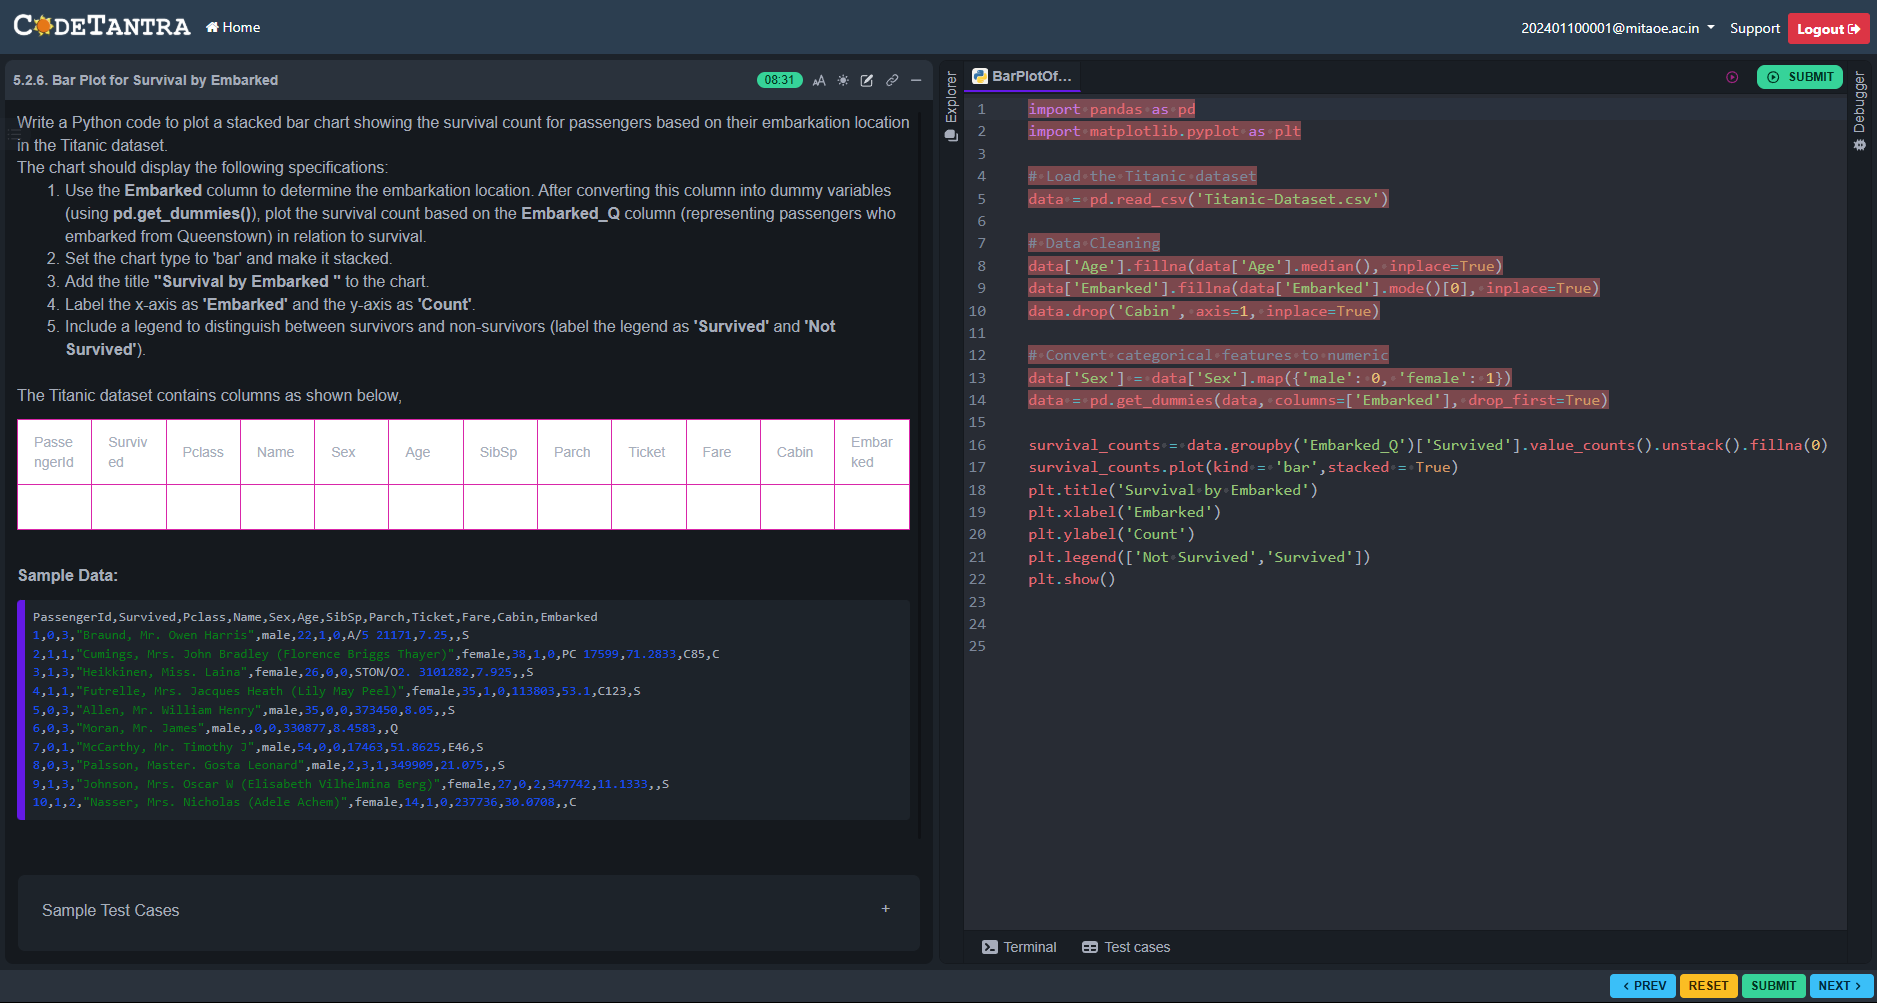 CODETANTRA
Home
202401100001@mitaoe.ac.in
Support
Logout
5.2.6. Bar Plot for Survival by Embarked
08:31
AA
Write a Python code to plot a stacked bar chart showing the survival count for passengers based on their embarkation location
in the Titanic dataset.
The chart should display the following specifications:
1. Use the Embarked column to determine the embarkation location. After converting this column into dummy variables
(using pd.get_dummies()), plot the survival count based on the Embarked_Q column (representing passengers who
embarked from Queenstown) in relation to survival.
2. Set the chart type to 'bar' and make it stacked.
3. Add the title "Survival by Embarked " to the chart.
4. Label the x-axis as 'Embarked' and the y-axis as 'Count'.
5. Include a legend to distinguish between survivors and non-survivors (label the legend as 'Survived' and 'Not
Survived').
The Titanic dataset contains columns as shown below,
Passe
ngerId
Surviv
ed
Pclass
Name
Sex
Age
SibSp
Parch
Ticket
Fare
Cabin
Embar
ked
Sample Data:
PassengerId,Survived,Pclass,Name,Sex,Age,SibSp,Parch,Ticket,Fare,Cabin,Embarked
1,0,3,"Braund, Mr. Owen Harris",male,22,1,0,A/5 21171,7.25,,S
2,1,1,"Cumings, Mrs. John Bradley (Florence Briggs Thayer)",female,38,1,0,PC 17599,71.2833,C85,C
3,1,3,"Heikkinen, Miss. Laina",female,26,0,0,STON/O2. 3101282,7.925,,S
4,1,1,"Futrelle, Mrs. Jacques Heath (Lily May Peel)",female,35,1,0,113803,53.1,C123,S
5,0,3,"Allen, Mr. William Henry",male,35,0,0,373450,8.05,,S
6,0,3,"Moran, Mr. James",male,,0,0,330877,8.4583,,Q
7,0,1,"McCarthy, Mr. Timothy J",male,54,0,0,17463,51.8625,E46,S
8,0,3,"Palsson, Master. Gosta Leonard",male,2,3,1,349909,21.075,,S
9,1,3,"Johnson, Mrs. Oscar W (Elisabeth Vilhelmina Berg)",female,27,0,2,347742,11.1333,,S
10,1,2,"Nasser, Mrs. Nicholas (Adele Achem)",female,14,1,0,237736,30.0708,,C
Sample Test Cases
+
Explorer
BarPlotOf...
SUBMIT
Debugger
1 import pandas as pd
2 import matplotlib.pyplot as plt
3
4 # Load the Titanic dataset
5 data = pd.read_csv('Titanic-Dataset.csv')
6
7 # Data Cleaning
8 data['Age'].fillna(data['Age'].median(), inplace=True)
9 data['Embarked'].fillna(data['Embarked'].mode()[0], inplace=True)
10 data.drop('Cabin', axis=1, inplace=True)
11
12 # Convert categorical features to numeric
13 data['Sex'] = data['Sex'].map({'male': 0, 'female': 1})
14 data = pd.get_dummies(data, columns=['Embarked'], drop_first=True)
15
16 survival_counts = data.groupby('Embarked_Q')['Survived'].value_counts().unstack().fillna(0)
17 survival_counts.plot(kind = 'bar',stacked = True)
18 plt.title('Survival by Embarked')
19 plt.xlabel('Embarked')
20 plt.ylabel('Count')
21 plt.legend(['Not Survived','Survived'])
22 plt.show()
23
24
25
Terminal
Test cases
< PREV
RESET
SUBMIT
NEXT >